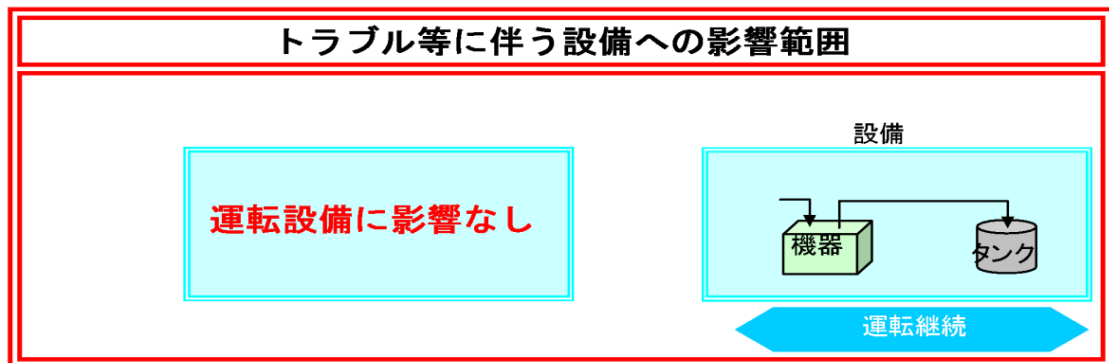 トラブル等に伴う設備への影響範囲
設備
運転設備に影響なし
機器
タンク
運転継続